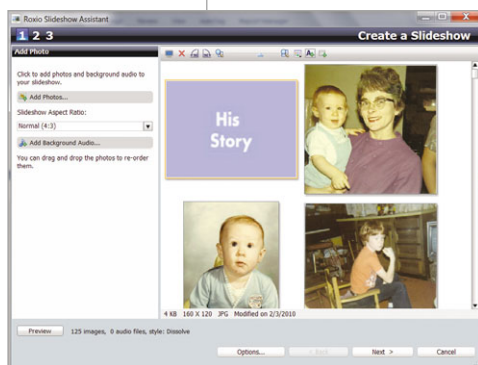 Roxio Slideshow Assistant
1 2 3
Create a Slideshow
Add Photo
Click to add photos and background audio to
your slideshow.
Add Photos...
Slideshow Aspect Ratio:
Normal (4:3)
Add Background Audio...
You can drag and drop the photos to re-order
them.
His
Story
4 KB 160 X 120 JPG Modified on 2/3/2010
Preview
125 images, 0 audio files, style: Dissolve
Options...
< Back
Next >
Cancel